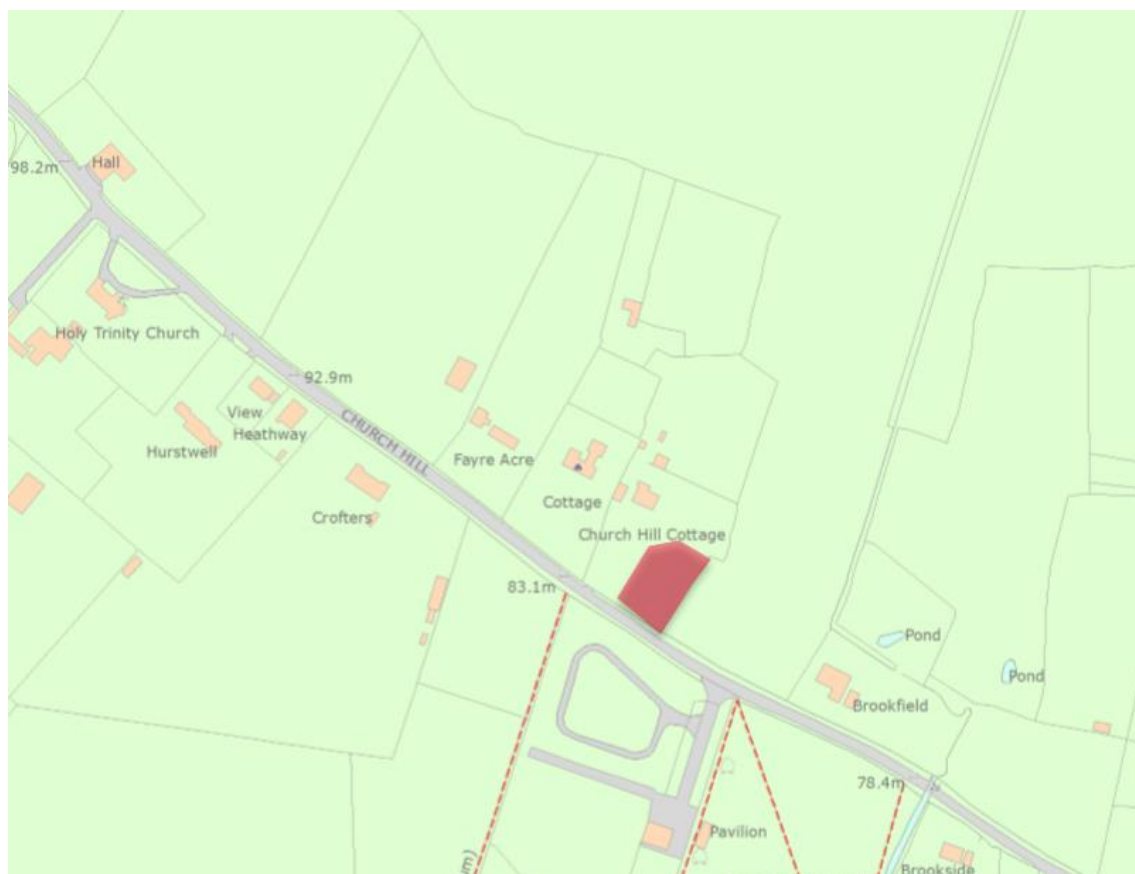 98.2m
Hall
Holy Trinity Church
92.9m
View
Heathway
Hurstwell
CHURCH HILL
Fayre Acre
Crofters
Cottage
Church Hill Cottage
83.1m
Pond
Pond
Brookfield
78.4m
Pavilion
m)
Brookside